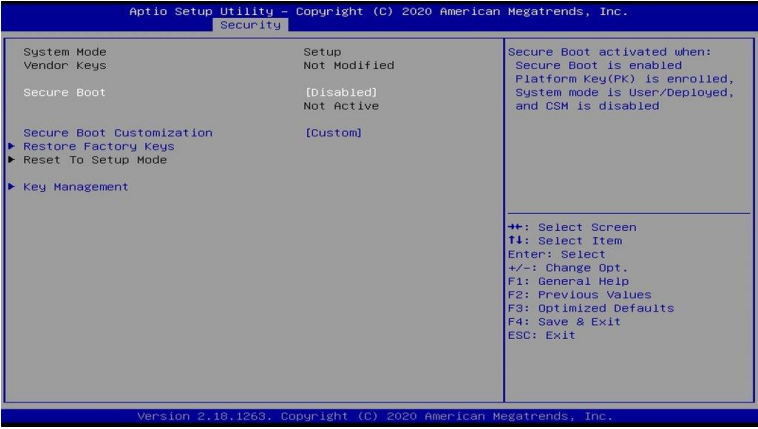 Aptio Setup Utility – Copyright (C) 2020 American Megatrends, Inc.
Security
System Mode Setup
Vendor Keys Not Modified
Secure Boot [Disabled]
Not Active
Secure Boot Customization [Custom]
▶ Restore Factory Keys
▶ Reset To Setup Mode
▶ Key Management
Secure Boot activated when:
Secure Boot is enabled
Platform Key(PK) is enrolled,
System mode is User/Deployed,
and CSM is disabled
→←: Select Screen
↑↓: Select Item
Enter: Select
+/-: Change Opt.
F1: General Help
F2: Previous Values
F3: Optimized Defaults
F4: Save & Exit
ESC: Exit
Version 2.18.1263. Copyright (C) 2020 American Megatrends, Inc.